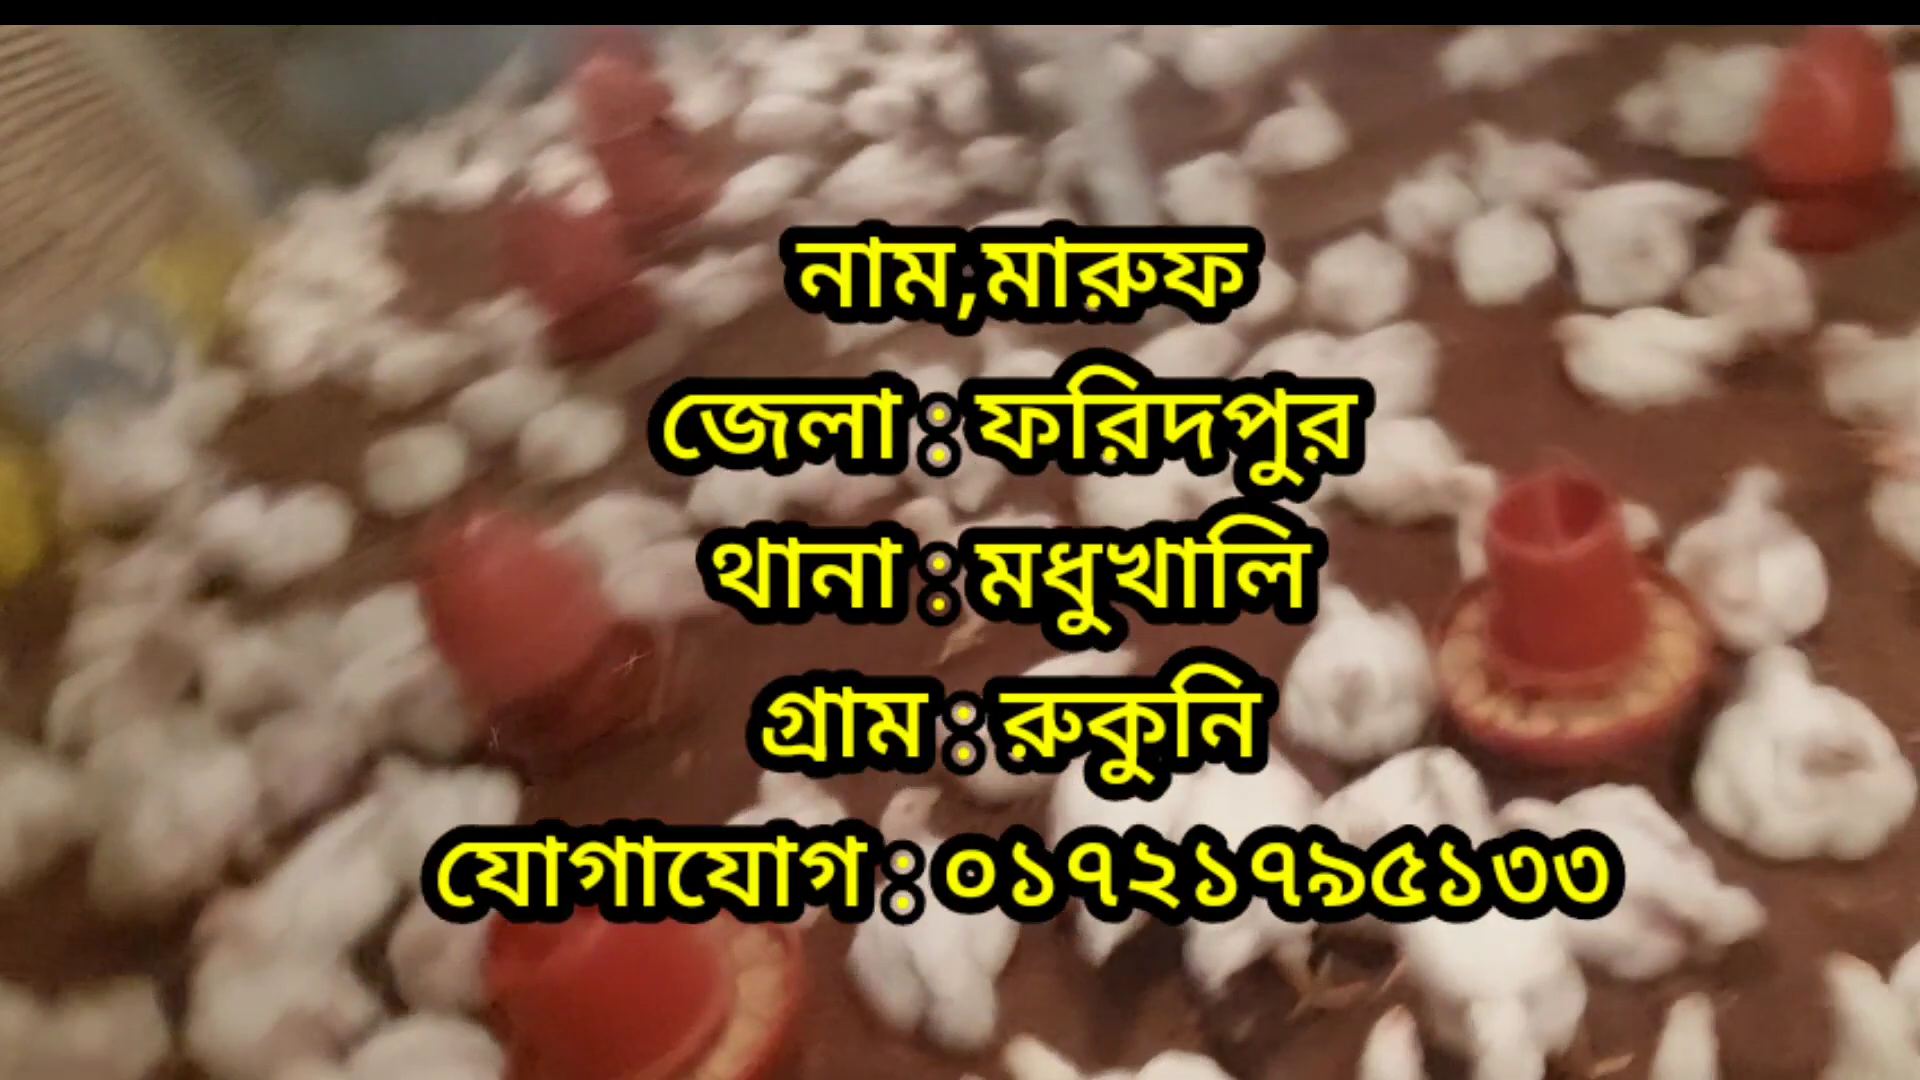 নাম,মারুফ
জেলা : ফরিদপুর
থানা : মধুখালি
গ্রাম : রুকুনি
যোগাযোগ : ০১৭২১৭৯৫১৩৩